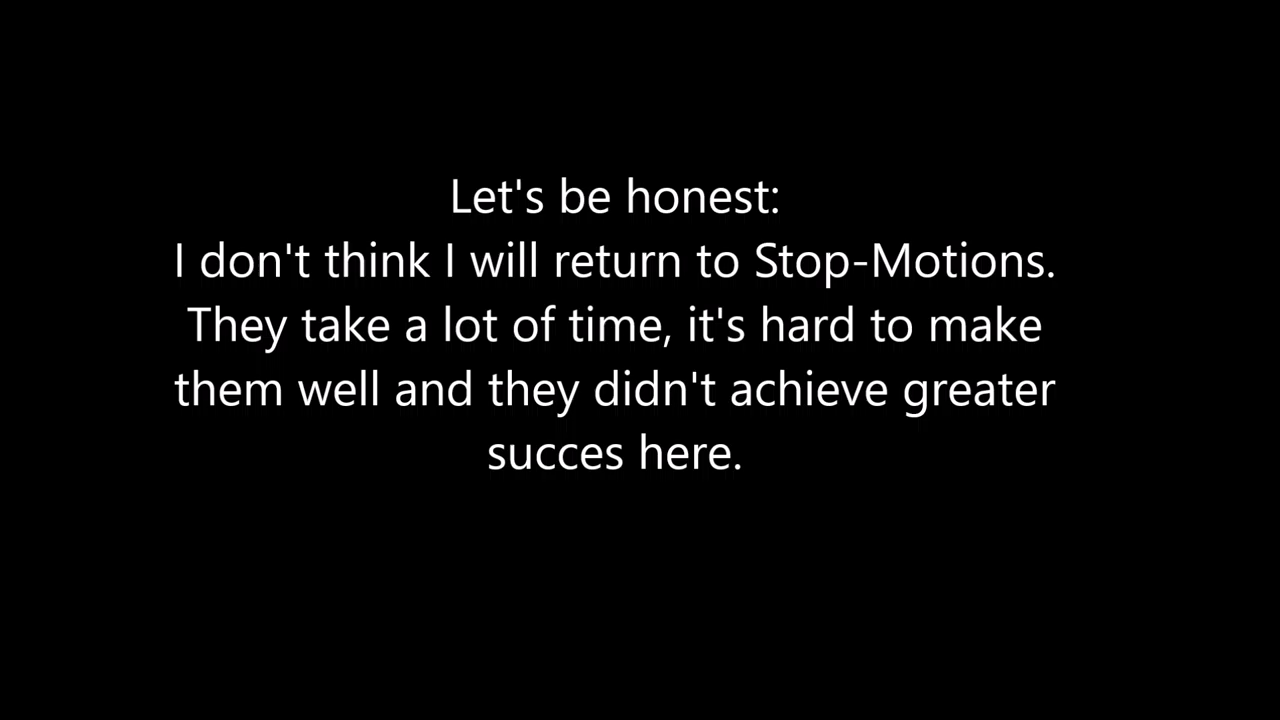 Let's be honest:
I don't think I will return to Stop-Motions.
They take a lot of time, it's hard to make
them well and they didn't achieve greater
succes here.